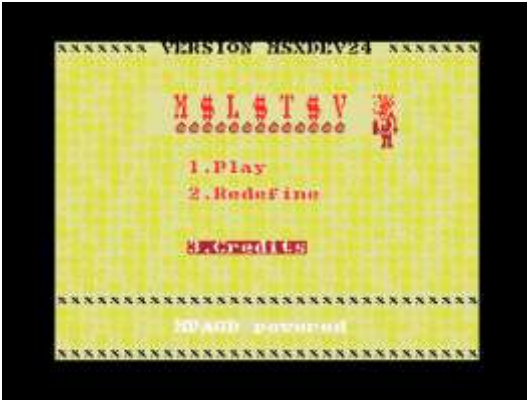 VERSION MSXDEV24
M$L$T$V
1.Play
2.Redefine
3.Credits
MPAGD powered